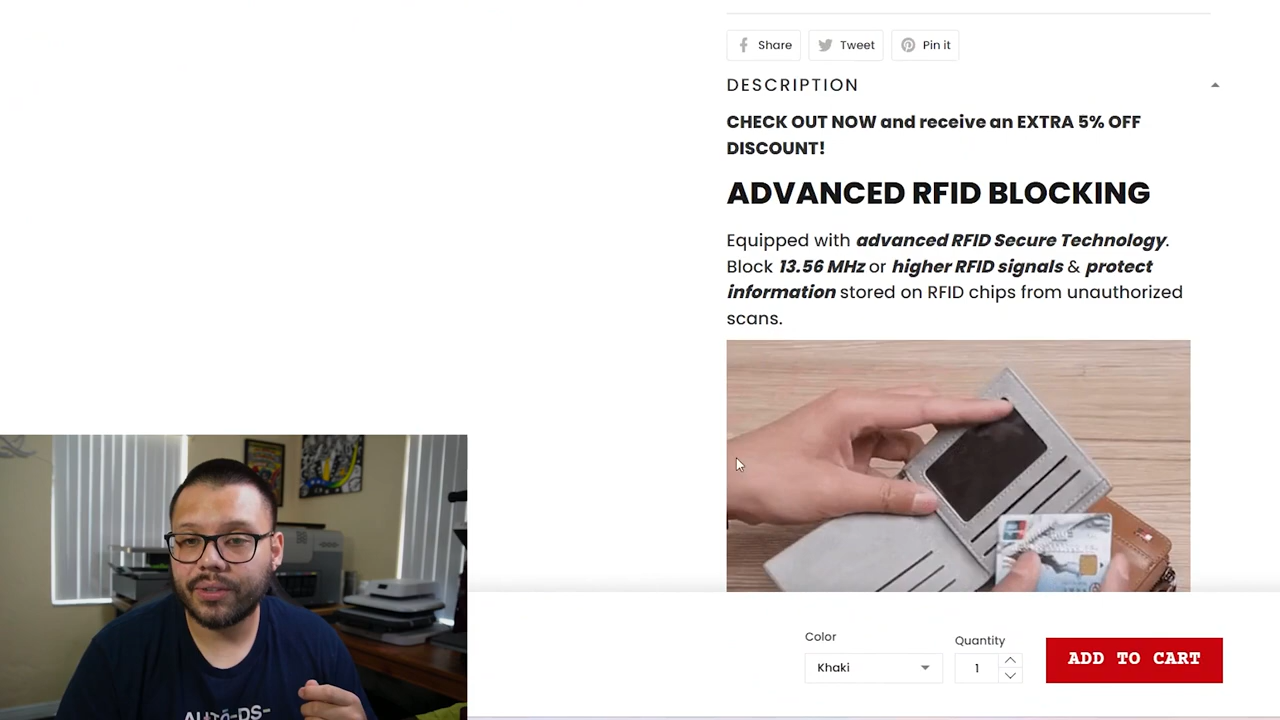 Share Tweet Pin it
DESCRIPTION
CHECK OUT NOW and receive an EXTRA 5% OFF
DISCOUNT!
ADVANCED RFID BLOCKING
Equipped with advanced RFID Secure Technology.
Block 13.56 MHz or higher RFID signals & protect
information stored on RFID chips from unauthorized
scans.
Color Quantity
Khaki 1 ADD TO CART
AUTO-DS-